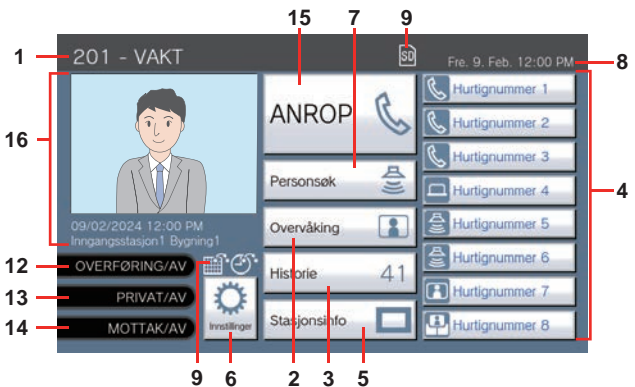 15
7
9
1
201 - VAKT
SD
Fre. 9. Feb. 12:00 PM
8
16
ANROP
Hurtignummer 1
Hurtignummer 2
Hurtignummer 3
Personsøk
Hurtignummer 4
4
09/02/2024 12:00 PM
Inngangsstasjon1 Bygning1
Overvåking
Hurtignummer 5
12
OVERFØRING/AV
Historie 41
Hurtignummer 6
13
PRIVAT/AV
Hurtignummer 7
14
MOTTAK/AV
Innstillinger
Stasjonsinfo
Hurtignummer 8
9
6
2
3
5